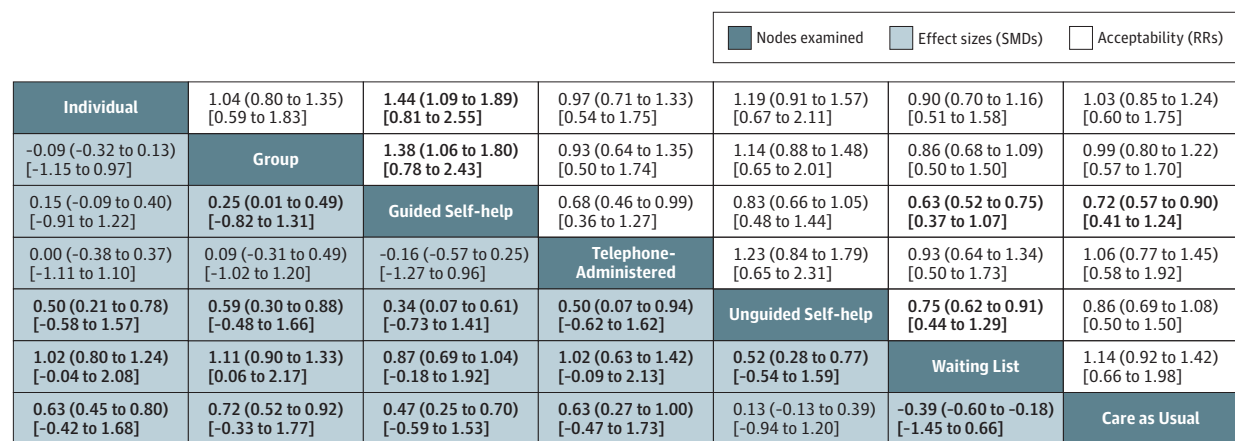 Nodes examined Effect sizes (SMDs) Acceptability (RRs)
Individual 1.04 (0.80 to 1.35) 1.44 (1.09 to 1.89) 0.97 (0.71 to 1.33) 1.19 (0.91 to 1.57) 0.90 (0.70 to 1.16) 1.03 (0.85 to 1.24)
[0.59 to 1.83] [0.81 to 2.55] [0.54 to 1.75] [0.67 to 2.11] [0.51 to 1.58] [0.60 to 1.75]
-0.09 (-0.32 to 0.13) Group 1.38 (1.06 to 1.80) 0.93 (0.64 to 1.35) 1.14 (0.88 to 1.48) 0.86 (0.68 to 1.09) 0.99 (0.80 to 1.22)
[-1.15 to 0.97] [0.78 to 2.43] [0.50 to 1.74] [0.65 to 2.01] [0.50 to 1.50] [0.57 to 1.70]
0.15 (-0.09 to 0.40) 0.25 (0.01 to 0.49) Guided Self-help 0.68 (0.46 to 0.99) 0.83 (0.66 to 1.05) 0.63 (0.52 to 0.75) 0.72 (0.57 to 0.90)
[-0.91 to 1.22] [-0.82 to 1.31] [0.36 to 1.27] [0.48 to 1.44] [0.37 to 1.07] [0.41 to 1.24]
0.00 (-0.38 to 0.37) 0.09 (-0.31 to 0.49) -0.16 (-0.57 to 0.25) Telephone- 1.23 (0.84 to 1.79) 0.93 (0.64 to 1.34) 1.06 (0.77 to 1.45)
[-1.11 to 1.10] [-1.02 to 1.20] [-1.27 to 0.96] Administered [0.65 to 2.31] [0.50 to 1.73] [0.58 to 1.92]
0.50 (0.21 to 0.78) 0.59 (0.30 to 0.88) 0.34 (0.07 to 0.61) 0.50 (0.07 to 0.94) Unguided Self-help 0.75 (0.62 to 0.91) 0.86 (0.69 to 1.08)
[-0.58 to 1.57] [-0.48 to 1.66] [-0.73 to 1.41] [-0.62 to 1.62] [0.44 to 1.29] [0.50 to 1.50]
1.02 (0.80 to 1.24) 1.11 (0.90 to 1.33) 0.87 (0.69 to 1.04) 1.02 (0.63 to 1.42) 0.52 (0.28 to 0.77) Waiting List 1.14 (0.92 to 1.42)
[-0.04 to 2.08] [0.06 to 2.17] [-0.18 to 1.92] [-0.09 to 2.13] [-0.54 to 1.59] [0.66 to 1.98]
0.63 (0.45 to 0.80) 0.72 (0.52 to 0.92) 0.47 (0.25 to 0.70) 0.63 (0.27 to 1.00) 0.13 (-0.13 to 0.39) -0.39 (-0.60 to -0.18) Care as Usual
[-0.42 to 1.68] [-0.33 to 1.77] [-0.59 to 1.53] [-0.47 to 1.73] [-0.94 to 1.20] [-1.45 to 0.66]